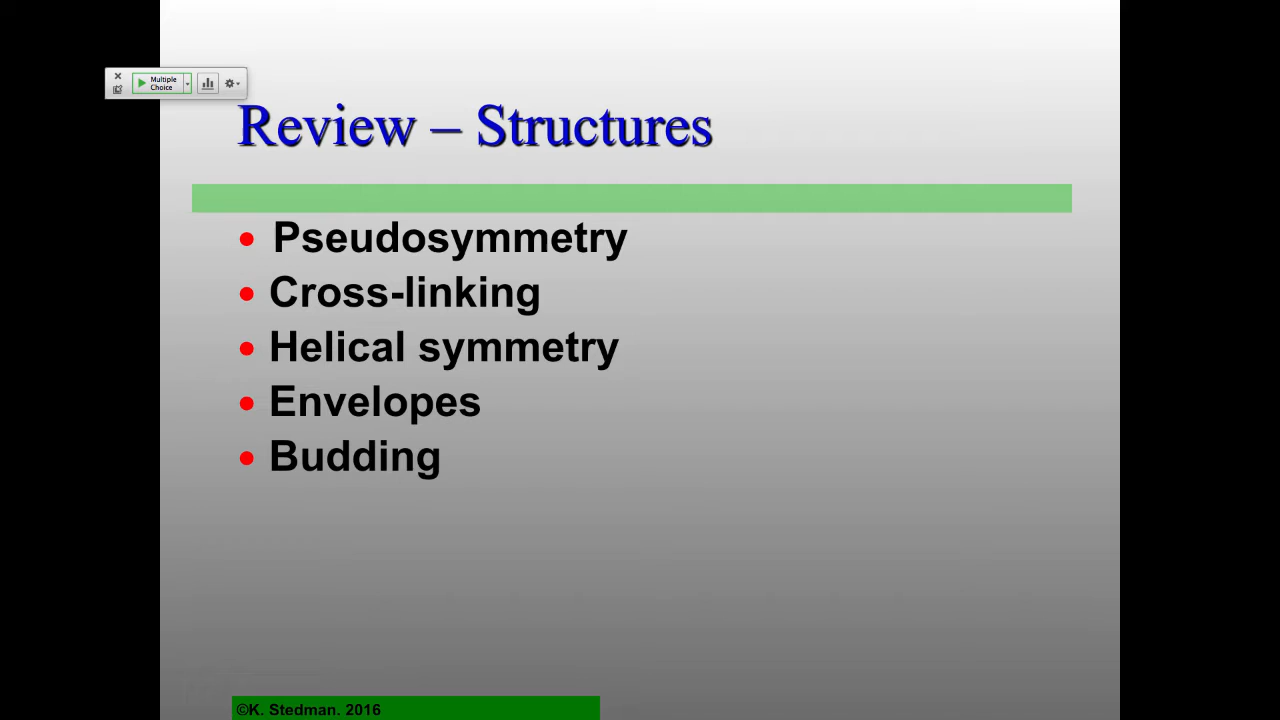 Multiple
Choice
Review – Structures
• Pseudosymmetry
• Cross-linking
• Helical symmetry
• Envelopes
• Budding
©K. Stedman. 2016